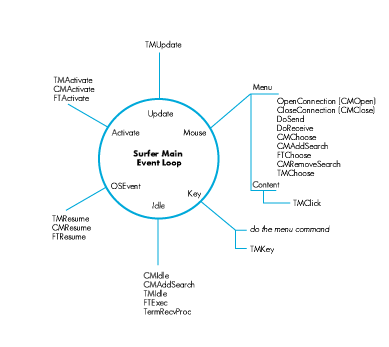 TMUpdate
TMActivate
CMActivate
FTActivate
Menu
OpenConnection (CMOpen)
CloseConnection (CMClose)
DoSend
DoReceive
CMChoose
CMAddSearch
FTChoose
CMRemoveSearch
TMChoose
Content
TMClick
Update
Activate
Mouse
Surfer Main
Event Loop
OSEvent
Key
Idle
TMResume
CMResume
FTResume
do the menu command
TMKey
CMIdle
CMAddSearch
TMIdle
FTExec
TermRecvProc